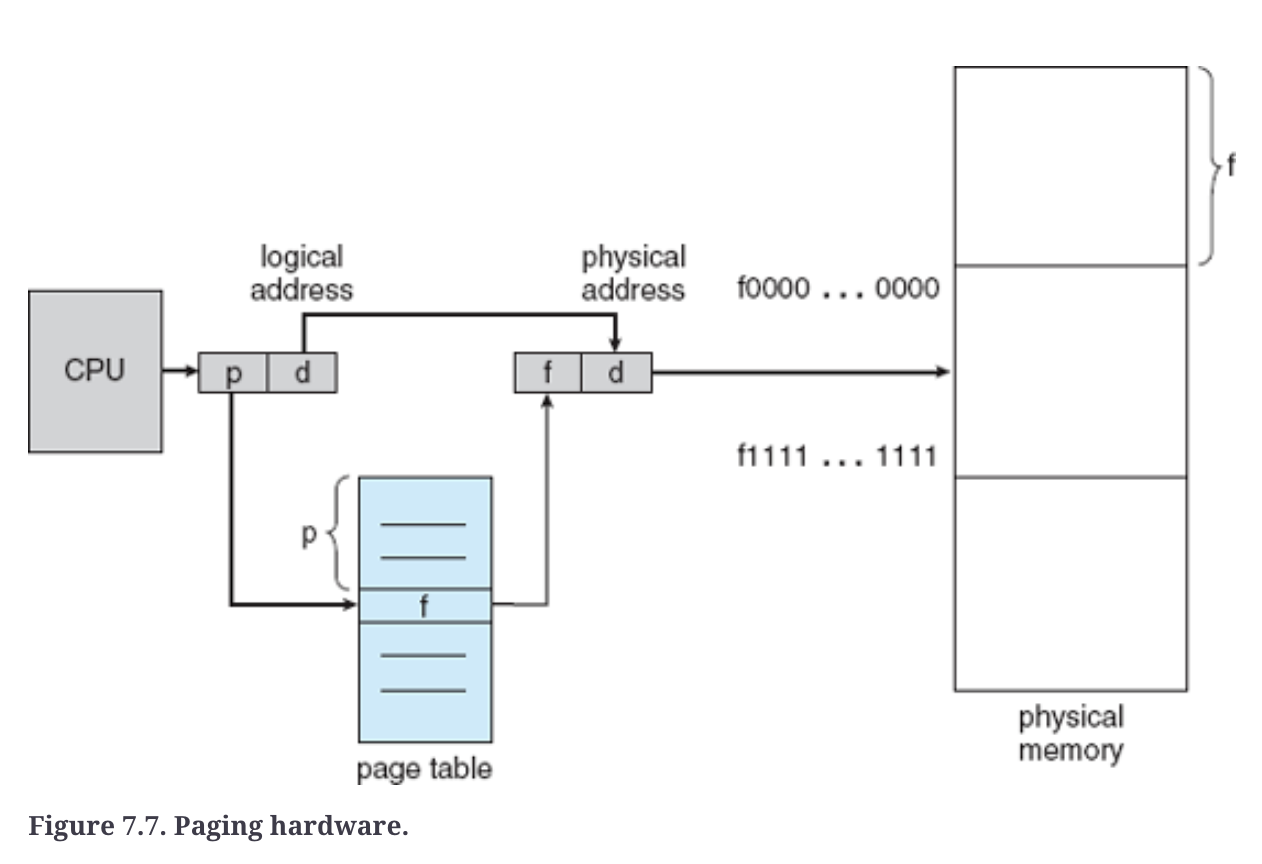 f
logical
address
physical
address
f0000 ... 0000
CPU
p
d
f
d
f1111 ... 1111
p
f
page table
physical
memory
Figure 7.7. Paging hardware.